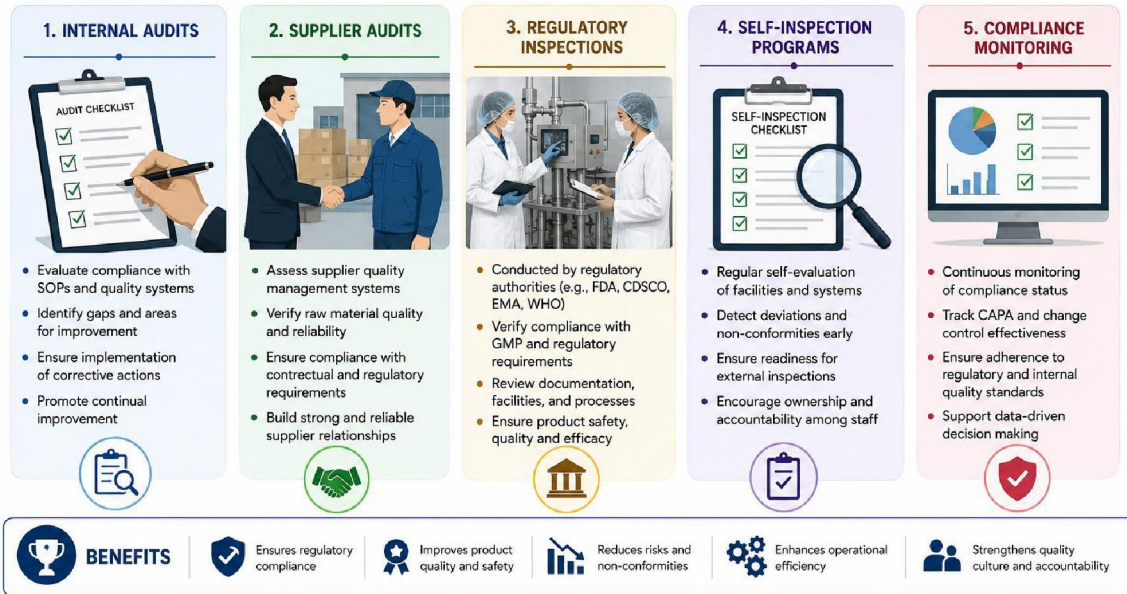 1. INTERNAL AUDITS
AUDIT CHECKLIST
• Evaluate compliance with
SOPs and quality systems
• Identify gaps and areas
for improvement
• Ensure implementation
of corrective actions
• Promote continual
improvement
2. SUPPLIER AUDITS
• Assess supplier quality
management systems
• Verify raw material quality
and reliability
• Ensure compliance with
contrectual and regulatory
requirements
• Build strong and reliable
supplier relationships
3. REGULATORY
INSPECTIONS
• Conducted by regulatory
authorities (e.g., FDA, CDSCO,
EMA, WHO)
• Verify compliance with
GMP and regulatory
requirements
• Review documentation,
facilities, and processes
• Ensure product safety,
quality and efficacy
4. SELF-INSPECTION
PROGRAMS
SELF-INSPECTION
CHECKLIST
• Regular self-evaluation
of facilities and systems
• Detect deviations and
non-conformities early
• Ensure readiness for
external inspections
• Encourage ownership and
accountability among staff
5. COMPLIANCE
MONITORING
• Continuous monitoring
of compliance status
• Track CAPA and change
control effectiveness
• Ensure adherence to
regulatory and internal
quality standards
• Support data-driven
decision making
BENEFITS
Ensures regulatory
compliance
Improves product
quality and safety
Reduces risks and
non-conformities
Enhances operational
efficiency
Strengthens quality
culture and accountability